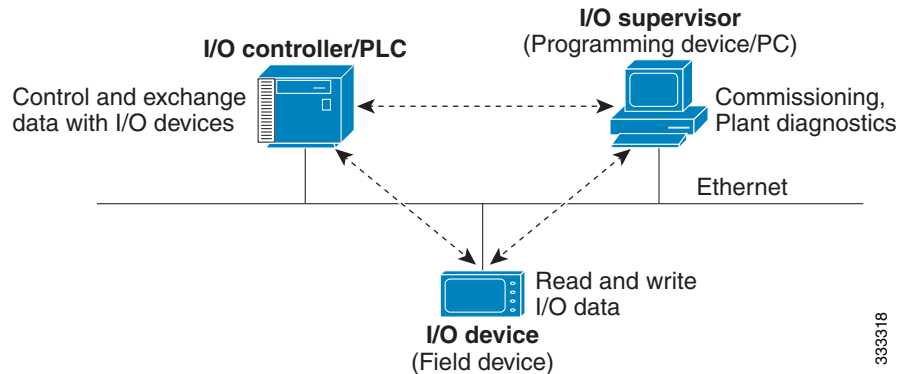 I/O supervisor
(Programming device/PC)
I/O controller/PLC
Control and exchange
data with I/O devices
Commissioning,
Plant diagnostics
Ethernet
Read and write
I/O data
I/O device
(Field device)
333318